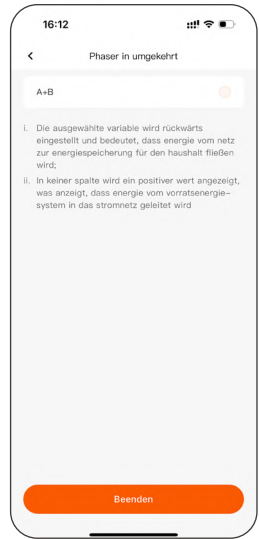 16:12
Phaser in umgekehrt
A+B
i. Die ausgewählte variable wird rückwärts
eingestellt und bedeutet, dass energie vom netz
zur energiespeicherung für den haushalt fließen
wird;
ii. In keiner spalte wird ein positiver wert angezeigt,
was anzeigt, dass energie vom vorratsenergie-
system in das stromnetz geleitet wird
Beenden